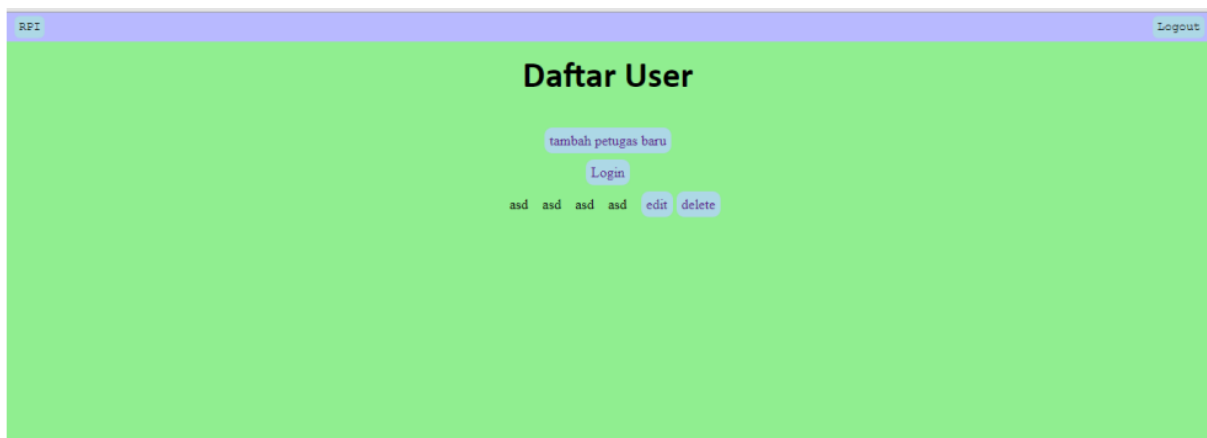 RPI Logout
Daftar User
tambah petugas baru
Login
asd asd asd asd edit delete